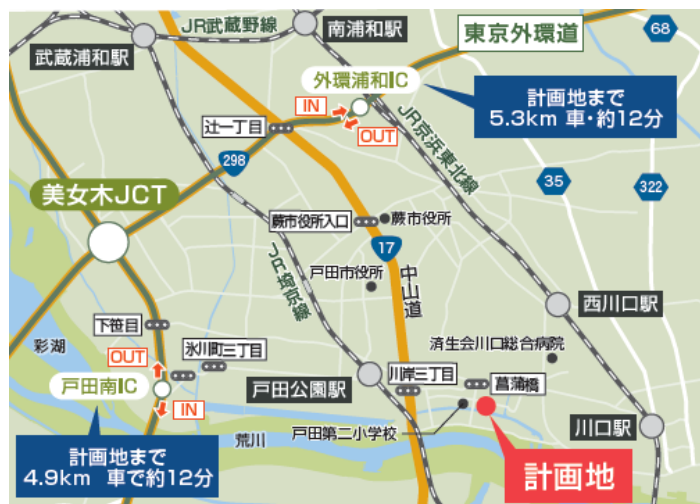 JR武蔵野線
南浦和駅
東京外環道
68
武蔵浦和駅
外環浦和IC
計画地まで
5.3km 車・約12分
IN
OUT
辻一丁目
JR京浜東北線
298
35
322
美女木JCT
蕨市役所入口
蕨市役所
17
戸田市役所
中山道
JR埼京線
西川口駅
下笹目
彩湖
OUT
氷川町三丁目
済生会川口総合病院
戸田南IC
IN
戸田公園駅
川岸三丁目
菖蒲橋
川口駅
荒川
戸田第二小学校
計画地まで
4.9km 車で約12分
計画地